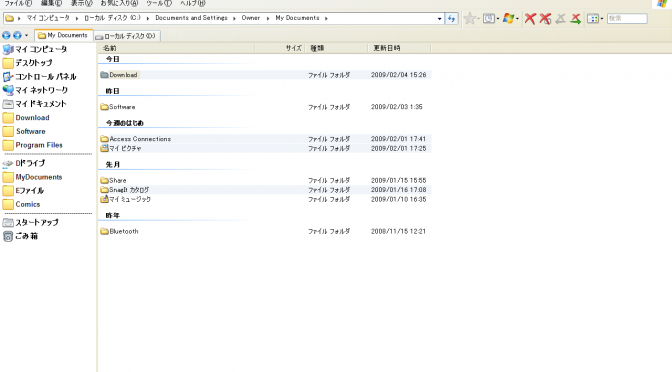 ファイル(F) 編集(E) 表示(V) お気に入り(A) ツール(T) ヘルプ(H)
マイ コンピュータ ローカル ディスク (C:) Documents and Settings Owner My Documents 検索
My Documents ローカル ディスク (D:)
名前 サイズ 種類 更新日時
マイ コンピュータ
デスクトップ
コントロール パネル
マイ ネットワーク
マイ ドキュメント
Download
Software
Program Files
Dドライブ
MyDocuments
Eファイル
Comics
スタートアップ
ごみ箱
今日
Download ファイル フォルダ 2009/02/04 15:26
昨日
Software ファイル フォルダ 2009/02/03 1:35
今週のはじめ
Access Connections ファイル フォルダ 2009/02/01 17:41
マイ ピクチャ ファイル フォルダ 2009/02/01 17:25
先月
Share ファイル フォルダ 2009/01/15 15:55
SnagIt カタログ ファイル フォルダ 2009/01/16 17:08
マイ ミュージック ファイル フォルダ 2009/01/10 16:35
昨年
Bluetooth ファイル フォルダ 2008/11/15 12:21